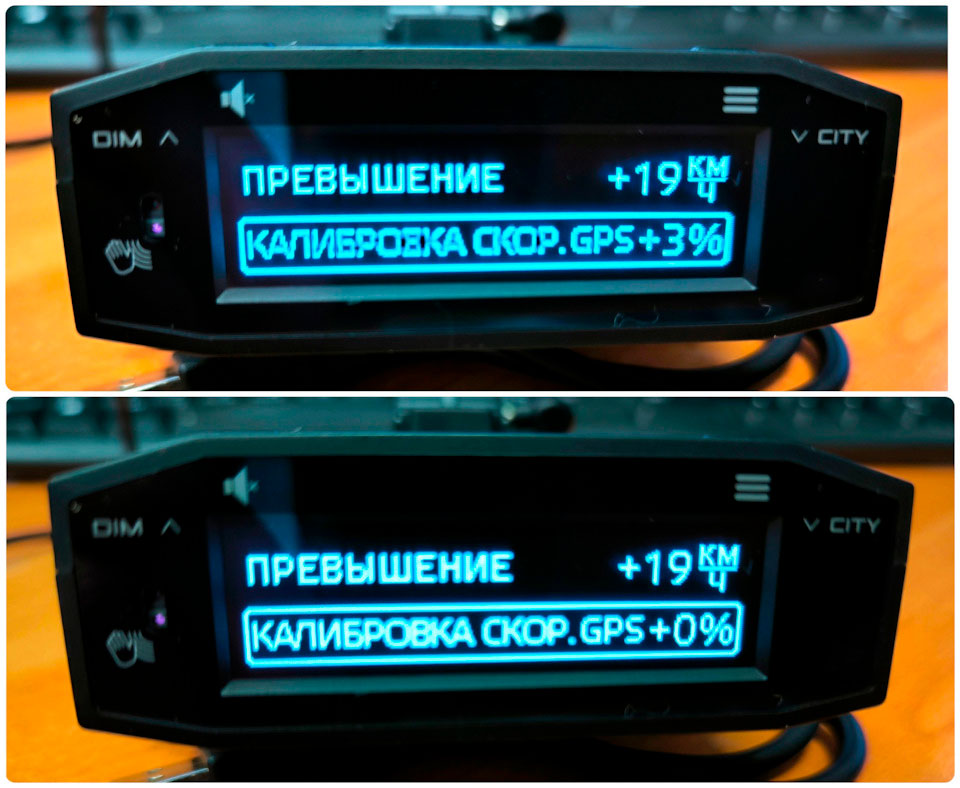 DIM
CITY
ПРЕВЫШЕНИЕ +19 КМ/Ч
КАЛИБРОВКА СКОР.GPS+3%
DIM
CITY
ПРЕВЫШЕНИЕ +19 КМ/Ч
КАЛИБРОВКА СКОР.GPS+0%